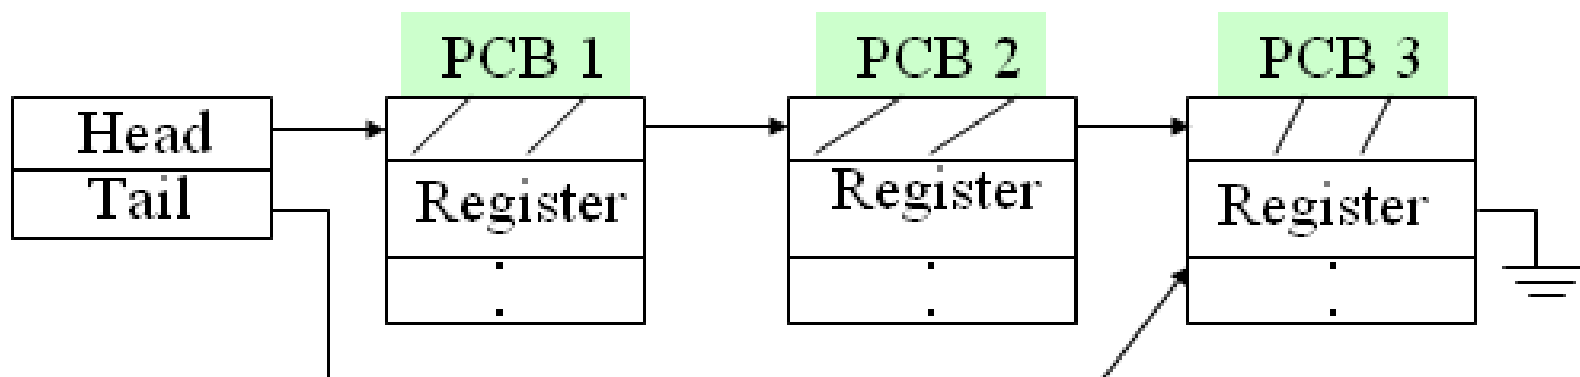 PCB 1
PCB 2
PCB 3
Head
Tail
Register
Register
Register